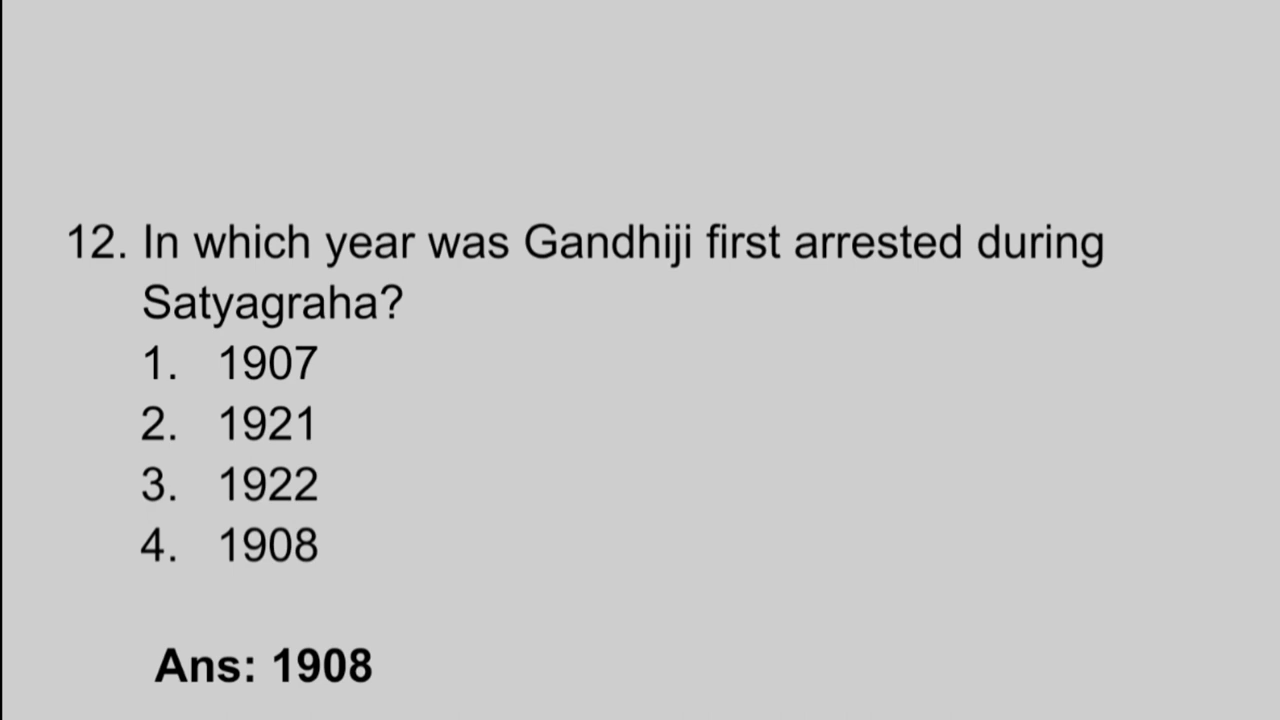 12. In which year was Gandhiji first arrested during
Satyagraha?
1. 1907
2. 1921
3. 1922
4. 1908
Ans: 1908